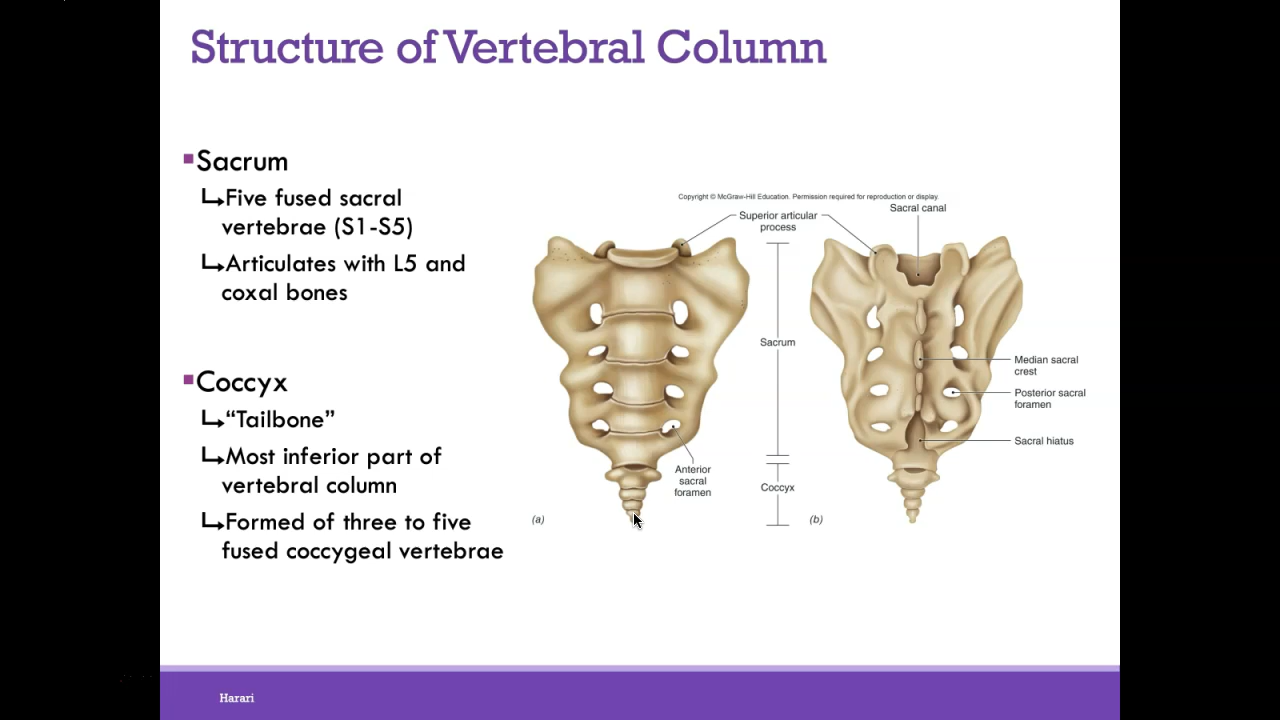 Structure of Vertebral Column
Sacrum
Five fused sacral
vertebrae (S1-S5)
Articulates with L5 and
coxal bones
Coccyx
“Tailbone”
Most inferior part of
vertebral column
Formed of three to five
fused coccygeal vertebrae
Copyright © McGraw-Hill Education. Permission required for reproduction or display.
Superior articular
process
Sacral canal
Sacrum
Median sacral
crest
Posterior sacral
foramen
Sacral hiatus
Anterior
sacral
foramen
Coccyx
(a)
(b)
Harari